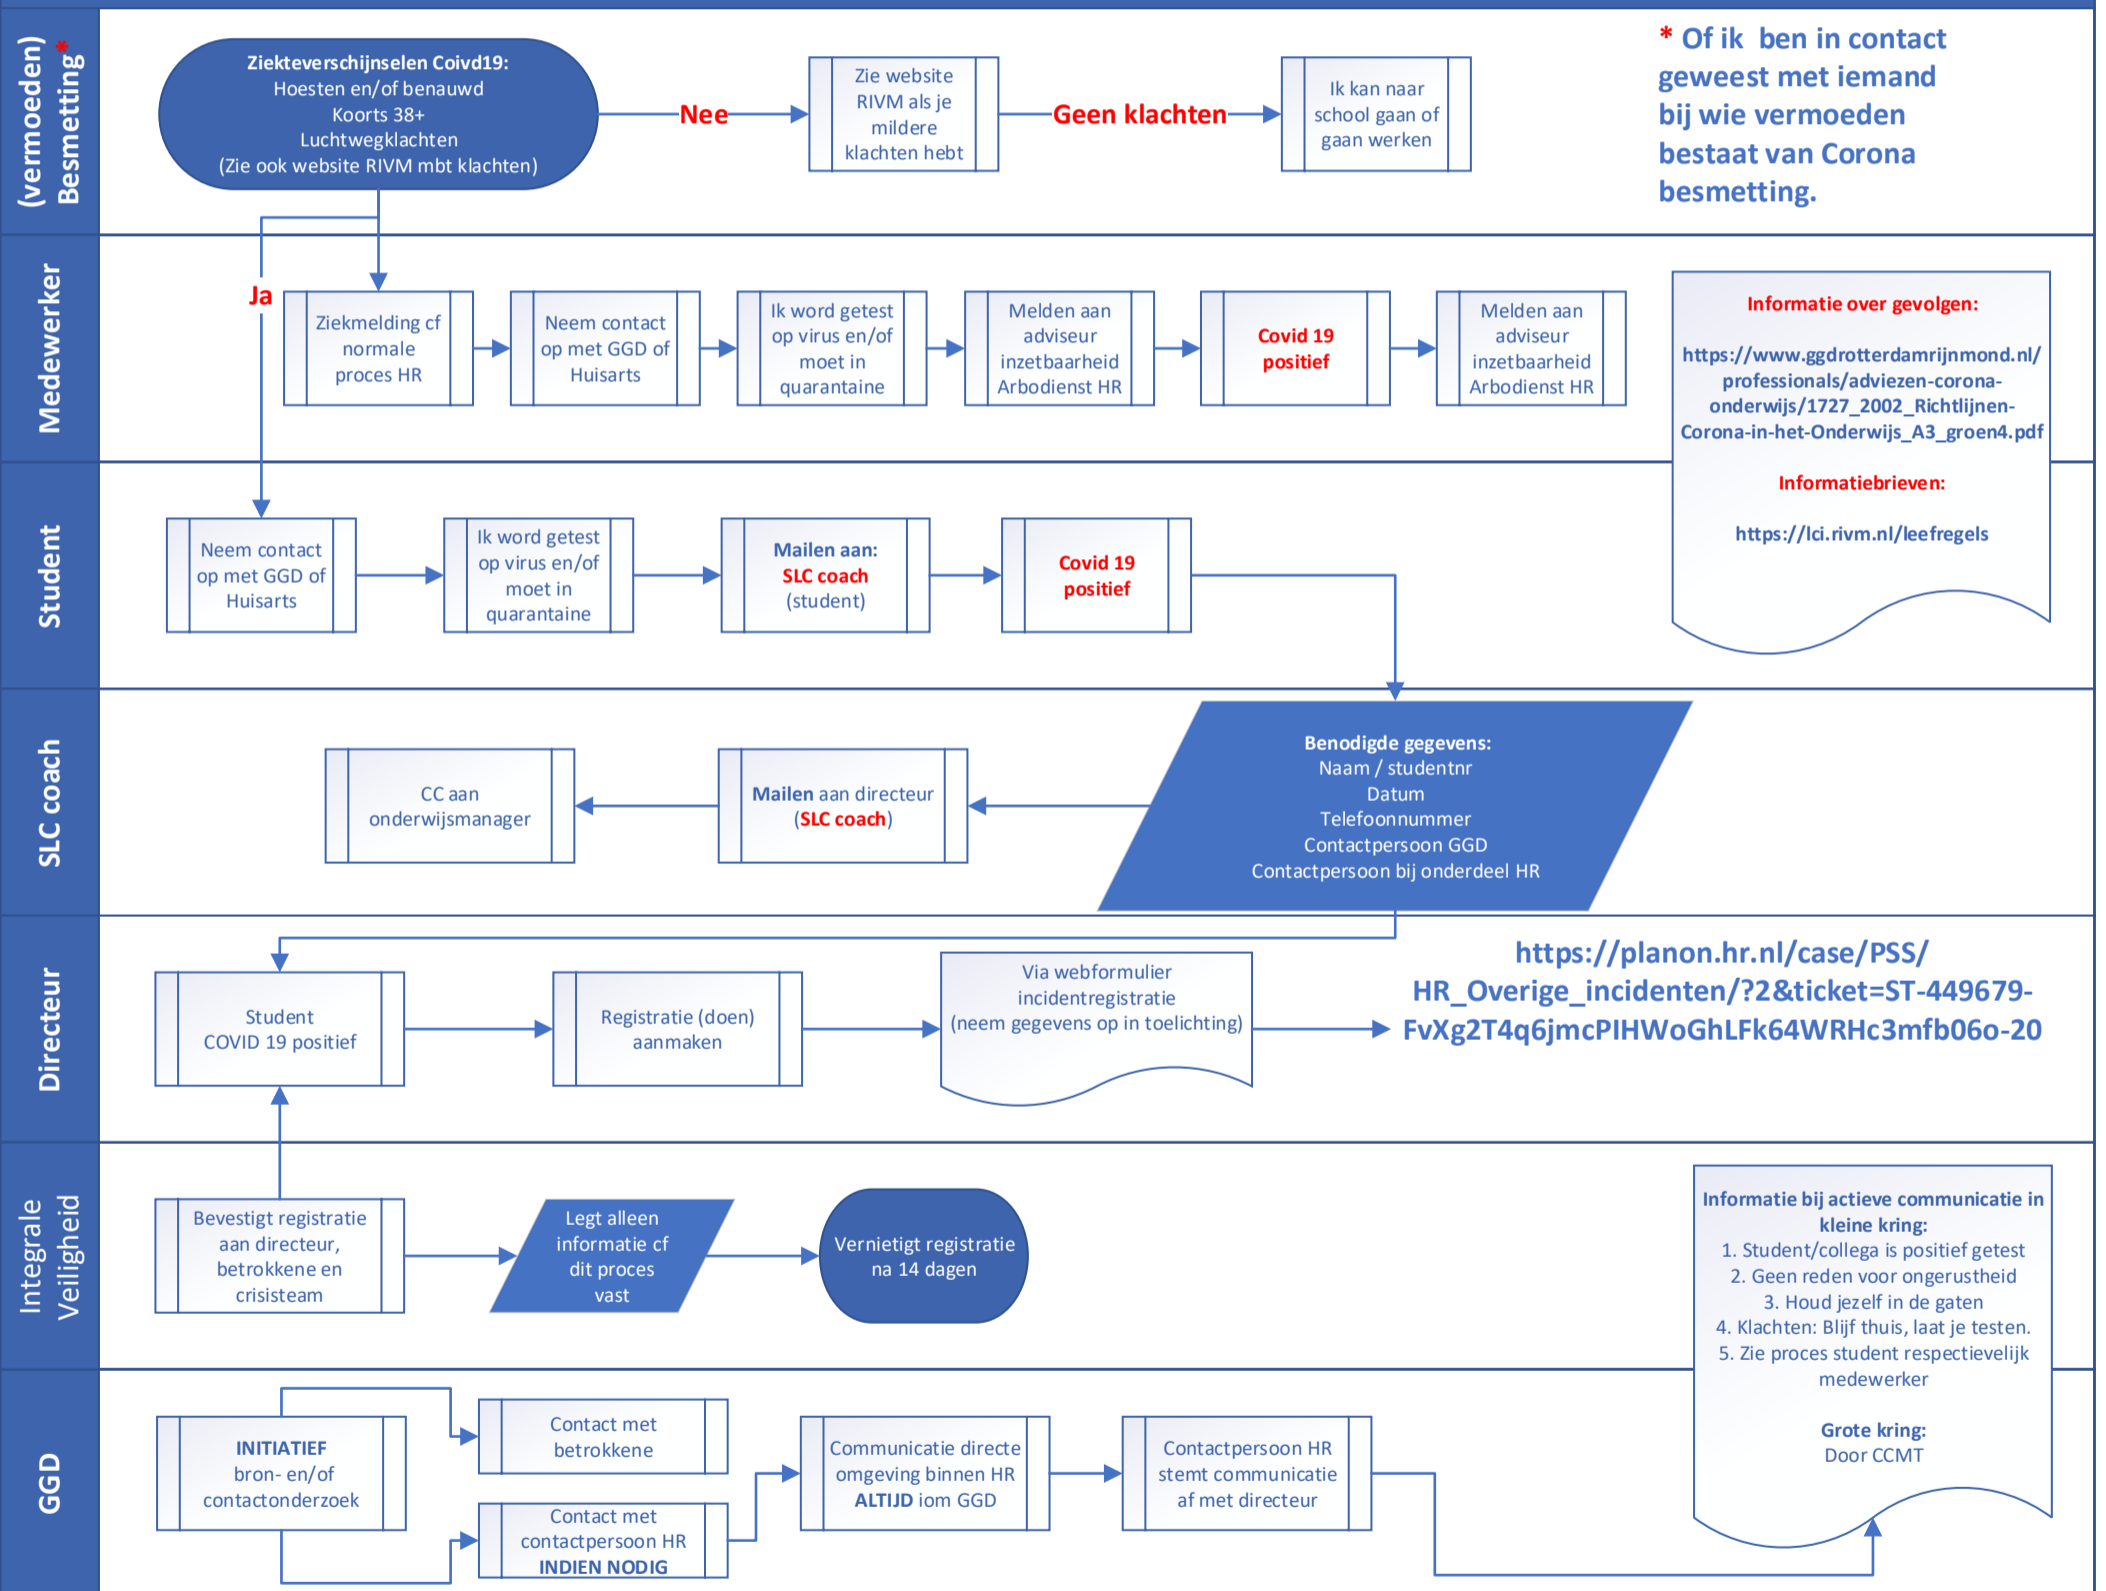 (vermoeden)
Besmetting*
Ziekteverschijnselen Coivd19:
Hoesten en/of benauwd
Koorts 38+
Luchtwegklachten
(Zie ook website RIVM mbt klachten)
Nee
Zie website
RIVM als je
mildere
klachten hebt
Geen klachten
Ik kan naar
school gaan of
gaan werken
* Of ik ben in contact
geweest met iemand
bij wie vermoeden
bestaat van Corona
besmetting.
Medewerker
Ja
Ziekmelding cf
normale
proces HR
Neem contact
op met GGD of
Huisarts
Ik word getest
op virus en/of
moet in
quarantaine
Melden aan
adviseur
inzetbaarheid
Arbodienst HR
Covid 19
positief
Melden aan
adviseur
inzetbaarheid
Arbodienst HR
Informatie over gevolgen:
https://www.ggdrotterdamrijnmond.nl/
professionals/adviezen-corona-
onderwijs/1727_2002_Richtlijnen-
Corona-in-het-Onderwijs_A3_groen4.pdf
Informatiebrieven:
https://lci.rivm.nl/leefregels
Student
Neem contact
op met GGD of
Huisarts
Ik word getest
op virus en/of
moet in
quarantaine
Mailen aan:
SLC coach
(student)
Covid 19
positief
SLC coach
CC aan
onderwijsmanager
Mailen aan directeur
(SLC coach)
Benodigde gegevens:
Naam / studentnr
Datum
Telefoonnummer
Contactpersoon GGD
Contactpersoon bij onderdeel HR
Directeur
Student
COVID 19 positief
Registratie (doen)
aanmaken
Via webformulier
incidentregistratie
(neem gegevens op in toelichting)
https://planon.hr.nl/case/PSS/
HR_Overige_incidenten/?2&ticket=ST-449679-
FvXg2T4q6jmcPIHWoGhLFk64WRHc3mfb06o-20
Integrale
Veiligheid
Bevestigt registratie
aan directeur,
betrokkene en
crisisteam
Legt alleen
informatie cf
dit proces
vast
Vernietigt registratie
na 14 dagen
Informatie bij actieve communicatie in
kleine kring:
1. Student/collega is positief getest
2. Geen reden voor ongerustheid
3. Houd jezelf in de gaten
4. Klachten: Blijf thuis, laat je testen.
5. Zie proces student respectievelijk
medewerker
Grote kring:
Door CCMT
GGD
INITIATIEF
bron- en/of
contactonderzoek
Contact met
betrokkene
Contact met
contactpersoon HR
INDIEN NODIG
Communicatie directe
omgeving binnen HR
ALTIJD iom GGD
Contactpersoon HR
stemt communicatie
af met directeur